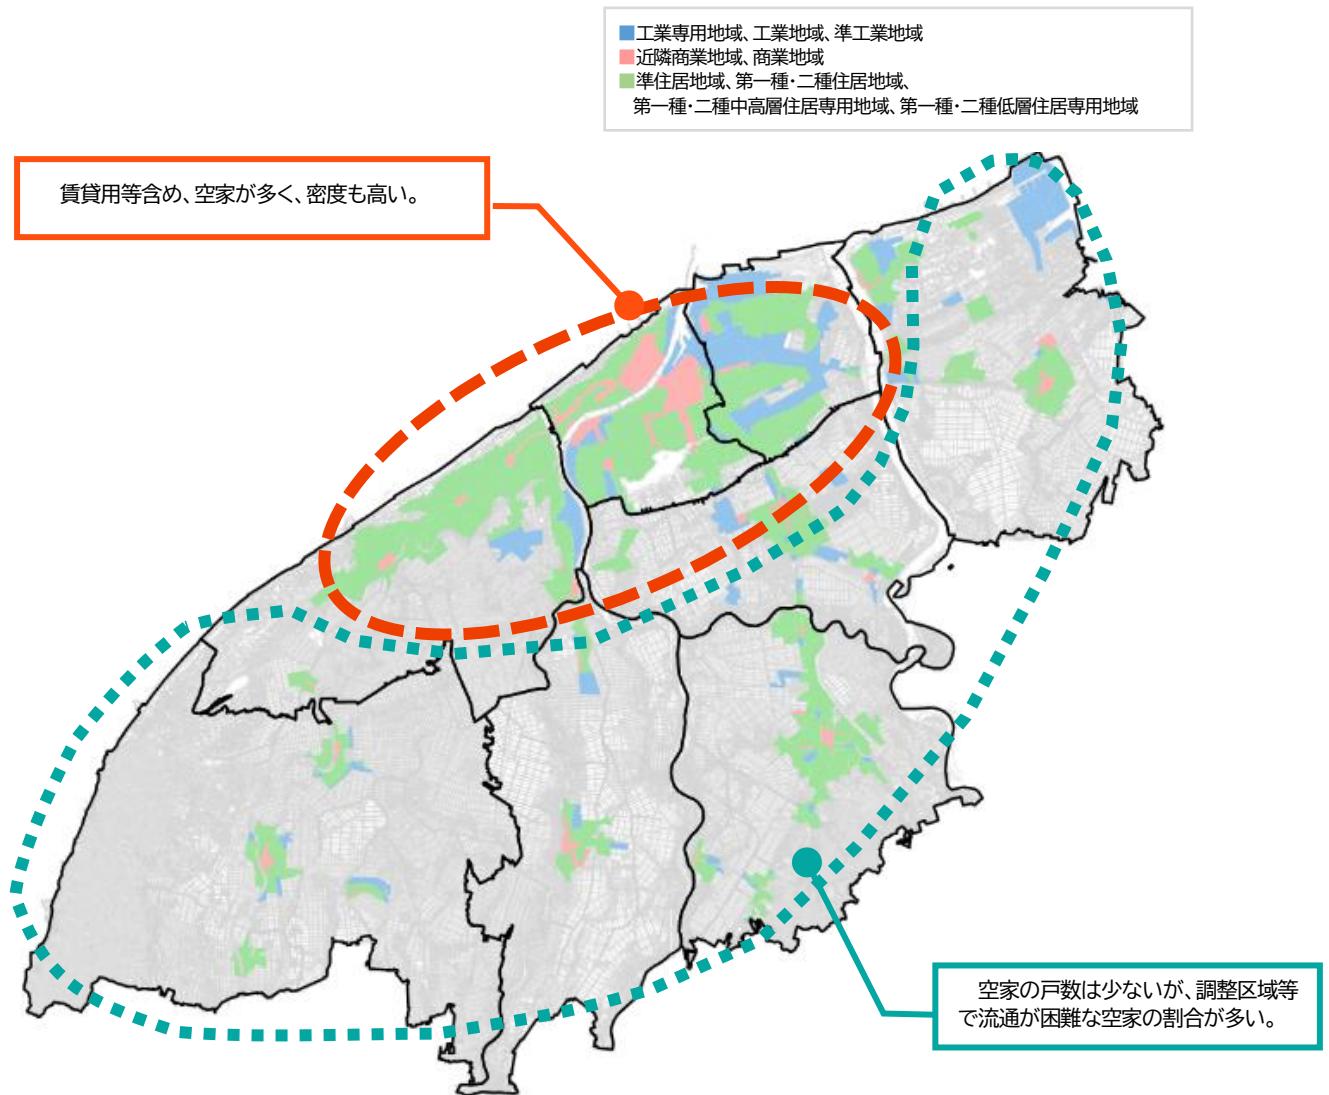 工業専用地域、工業地域、準工業地域
近隣商業地域、商業地域
準住居地域、第一種・二種住居地域、
第一種・二種中高層住居専用地域、第一種・二種低層住居専用地域
賃貸用等含め、空家が多く、密度も高い。
空家の戸数は少ないが、調整区域等
で流通が困難な空家の割合が多い。